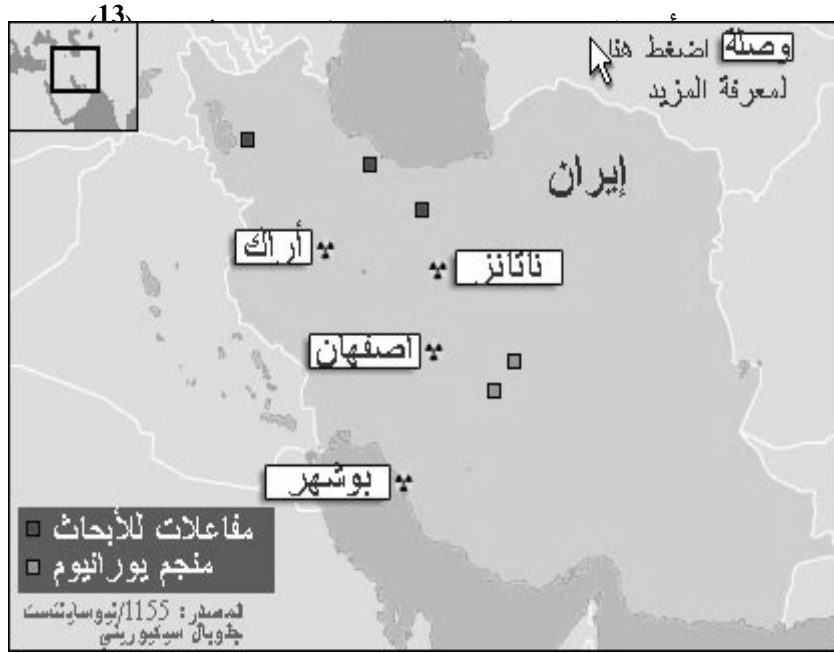 (13)
وصلة اضغط هنا
لمعرفة المزيد
إيران
أراك
ناتانز
اصفهان
بوشهر
مفاعلات للأبحاث
منجم يورانيوم
المصدر: 1155/نيوساينتست
جلوبال سيكيوريتي